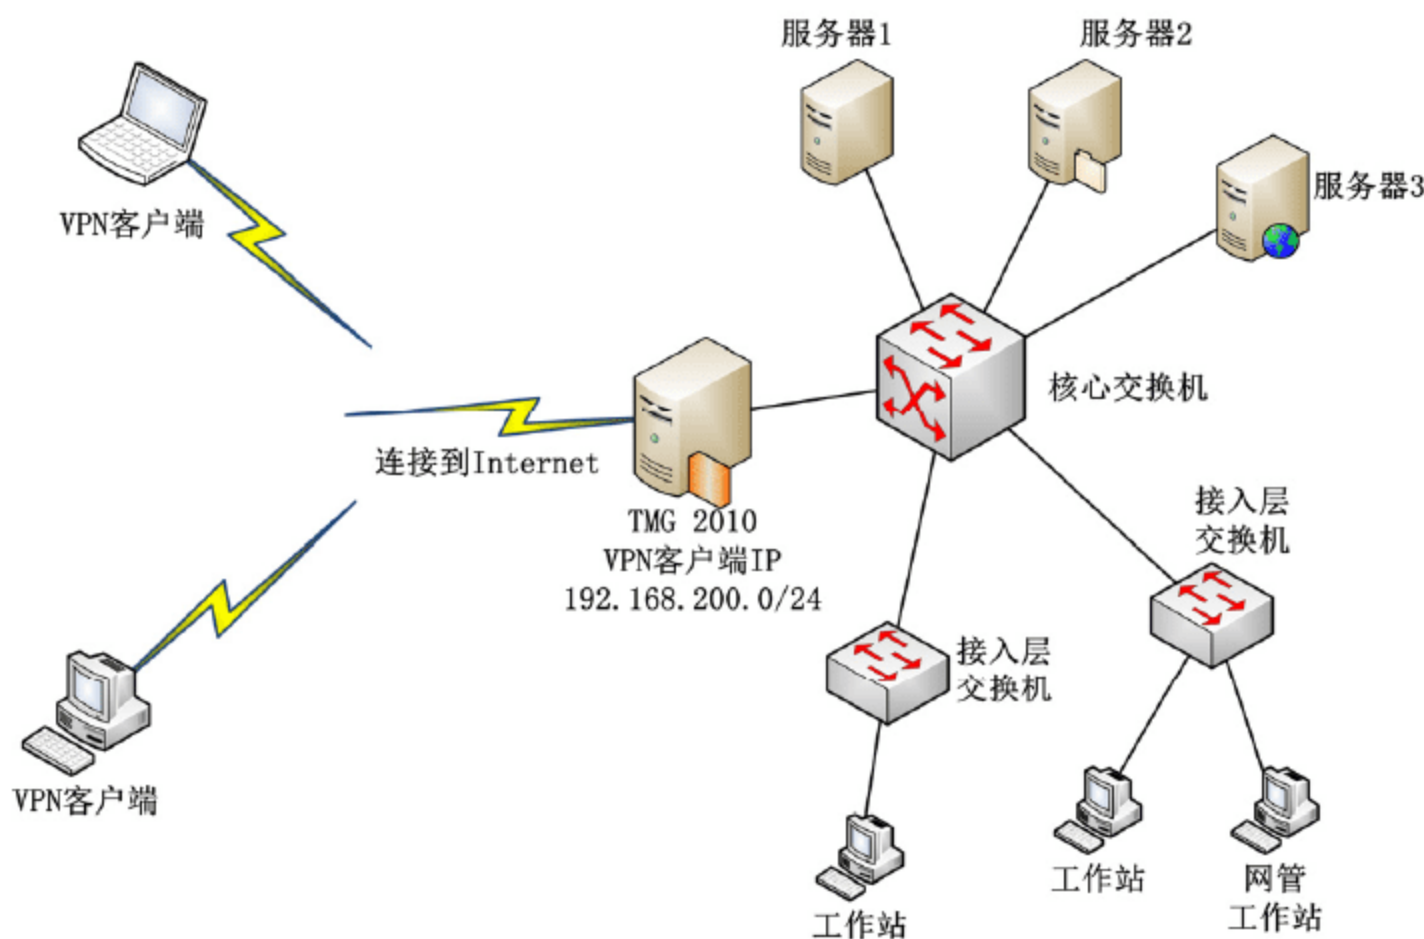 服务器1
服务器2
服务器3
VPN客户端
核心交换机
连接到Internet
TMG 2010
VPN客户端IP
192.168.200.0/24
接入层
交换机
接入层
交换机
VPN客户端
工作站
网管
工作站
工作站